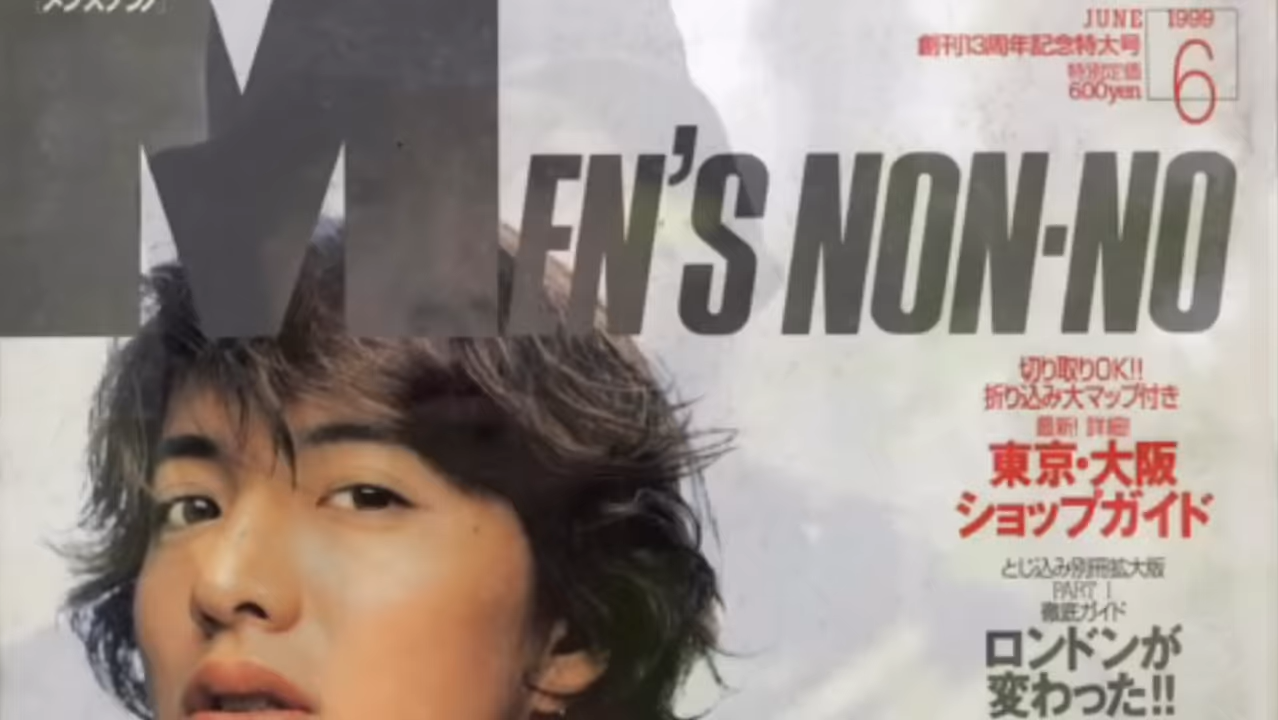 [メンズノンノ]
JUNE 1999
6
創刊13周年記念特大号
特別定価
600yen
MEN'S NON·NO
切り取りOK!!
折り込み大マップ付き
最新! 詳細!
東京・大阪
ショップガイド
とじ込み別冊拡大版
PART 1
徹底ガイド
ロンドンが
変わった!!